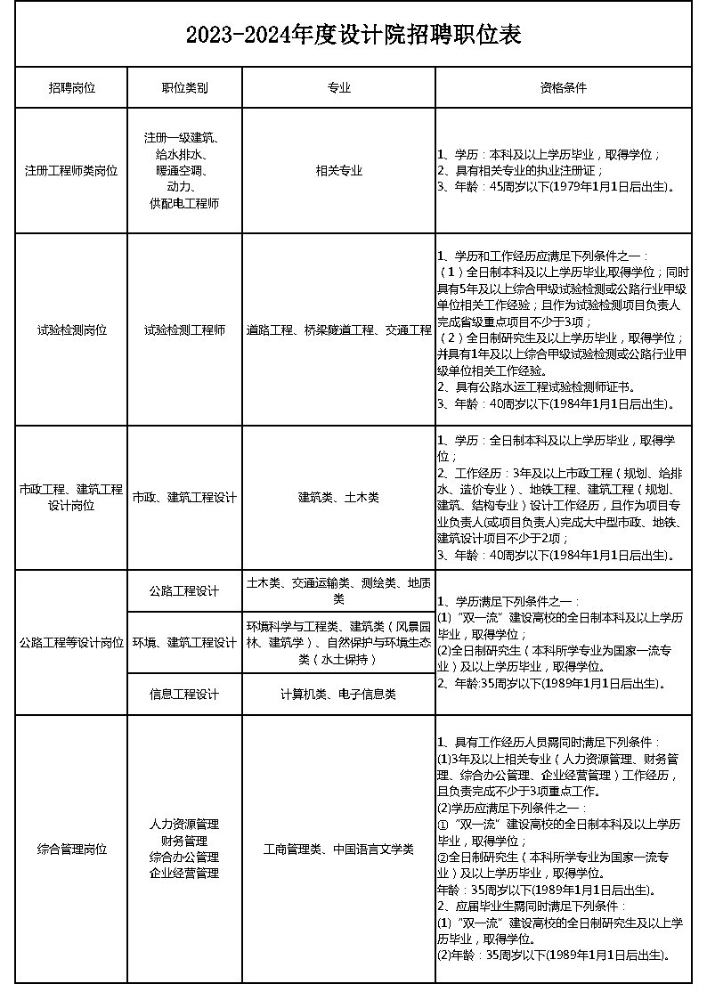 2023-2024年度设计院招聘职位表
招聘岗位
职位类别
专业
资格条件
注册工程师类岗位
注册一级建筑、
给水排水、
暖通空调、
动力、
供配电工程师
相关专业
1、学历：本科及以上学历毕业，取得学位；
2、具有相关专业的执业注册证；
3、年龄：45周岁以下(1979年1月1日后出生)。
试验检测岗位
试验检测工程师
道路工程、桥梁隧道工程、交通工程
1、学历和工作经历应满足下列条件之一：
（1）全日制本科及以上学历毕业,取得学位；同时
具有5年及以上综合甲级试验检测或公路行业甲级
单位相关工作经验；且作为试验检测项目负责人
完成省级重点项目不少于3项；
（2）全日制研究生及以上学历毕业，取得学位；
并具有1年及以上综合甲级试验检测或公路行业甲
级单位相关工作经验。
2、具有公路水运工程试验检测师证书。
3、年龄：40周岁以下(1984年1月1日后出生)。
市政工程、建筑工程
设计岗位
市政、建筑工程设计
建筑类、土木类
1、学历：全日制本科及以上学历毕业，取得学
位；
2、工作经历：3年及以上市政工程（规划、给排
水、造价专业）、地铁工程、建筑工程（规划、
建筑、结构专业）设计工作经历，且作为项目专
业负责人(或项目负责人)完成大中型市政、地铁、
建筑设计项目不少于2项；
3、年龄：40周岁以下(1984年1月1日后出生)。
公路工程等设计岗位
公路工程设计
土木类、交通运输类、测绘类、地质
类
环境、建筑工程设计
环境科学与工程类、建筑类（风景园
林、建筑学）、自然保护与环境生态
类（水土保持）
信息工程设计
计算机类、电子信息类
1、学历满足下列条件之一：
(1)“双一流”建设高校的全日制本科及以上学历
毕业，取得学位；
(2)全日制研究生（本科所学专业为国家一流专
业）及以上学历毕业，取得学位。
2、年龄:35周岁以下(1989年1月1日后出生)。
综合管理岗位
人力资源管理
财务管理
综合办公管理
企业经营管理
工商管理类、中国语言文学类
1、具有工作经历人员需同时满足下列条件：
(1)3年及以上相关专业（人力资源管理、财务管
理、综合办公管理、企业经营管理）工作经历，
且负责完成不少于3项重点工作。
(2)学历应满足下列条件之一：
①“双一流”建设高校的全日制本科及以上学历
毕业，取得学位；
②全日制研究生（本科所学专业为国家一流专
业）及以上学历毕业，取得学位。
年龄：35周岁以下(1989年1月1日后出生)。
2、应届毕业生需同时满足下列条件：
(1)“双一流”建设高校的全日制研究生及以上学
历毕业，取得学位。
(2)年龄：35周岁以下(1989年1月1日后出生)。